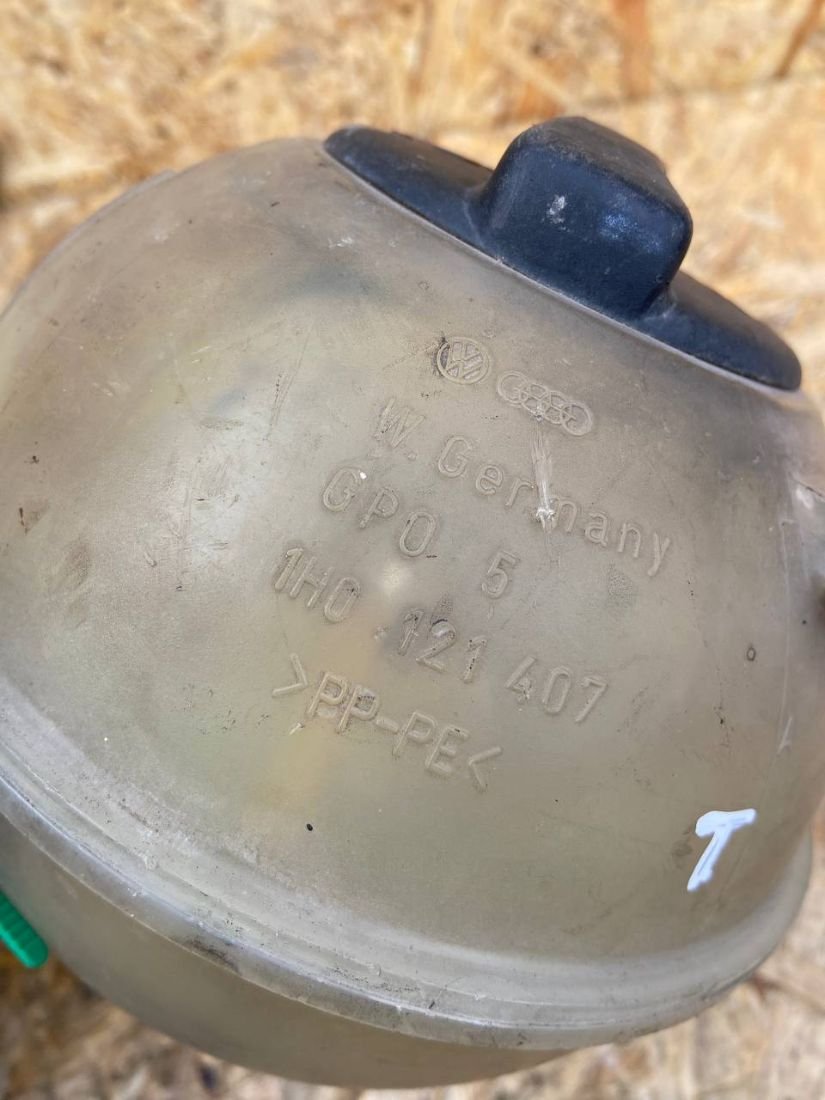 W. Germany
GPO 5
1H0 121 407
>PP-PE<
T